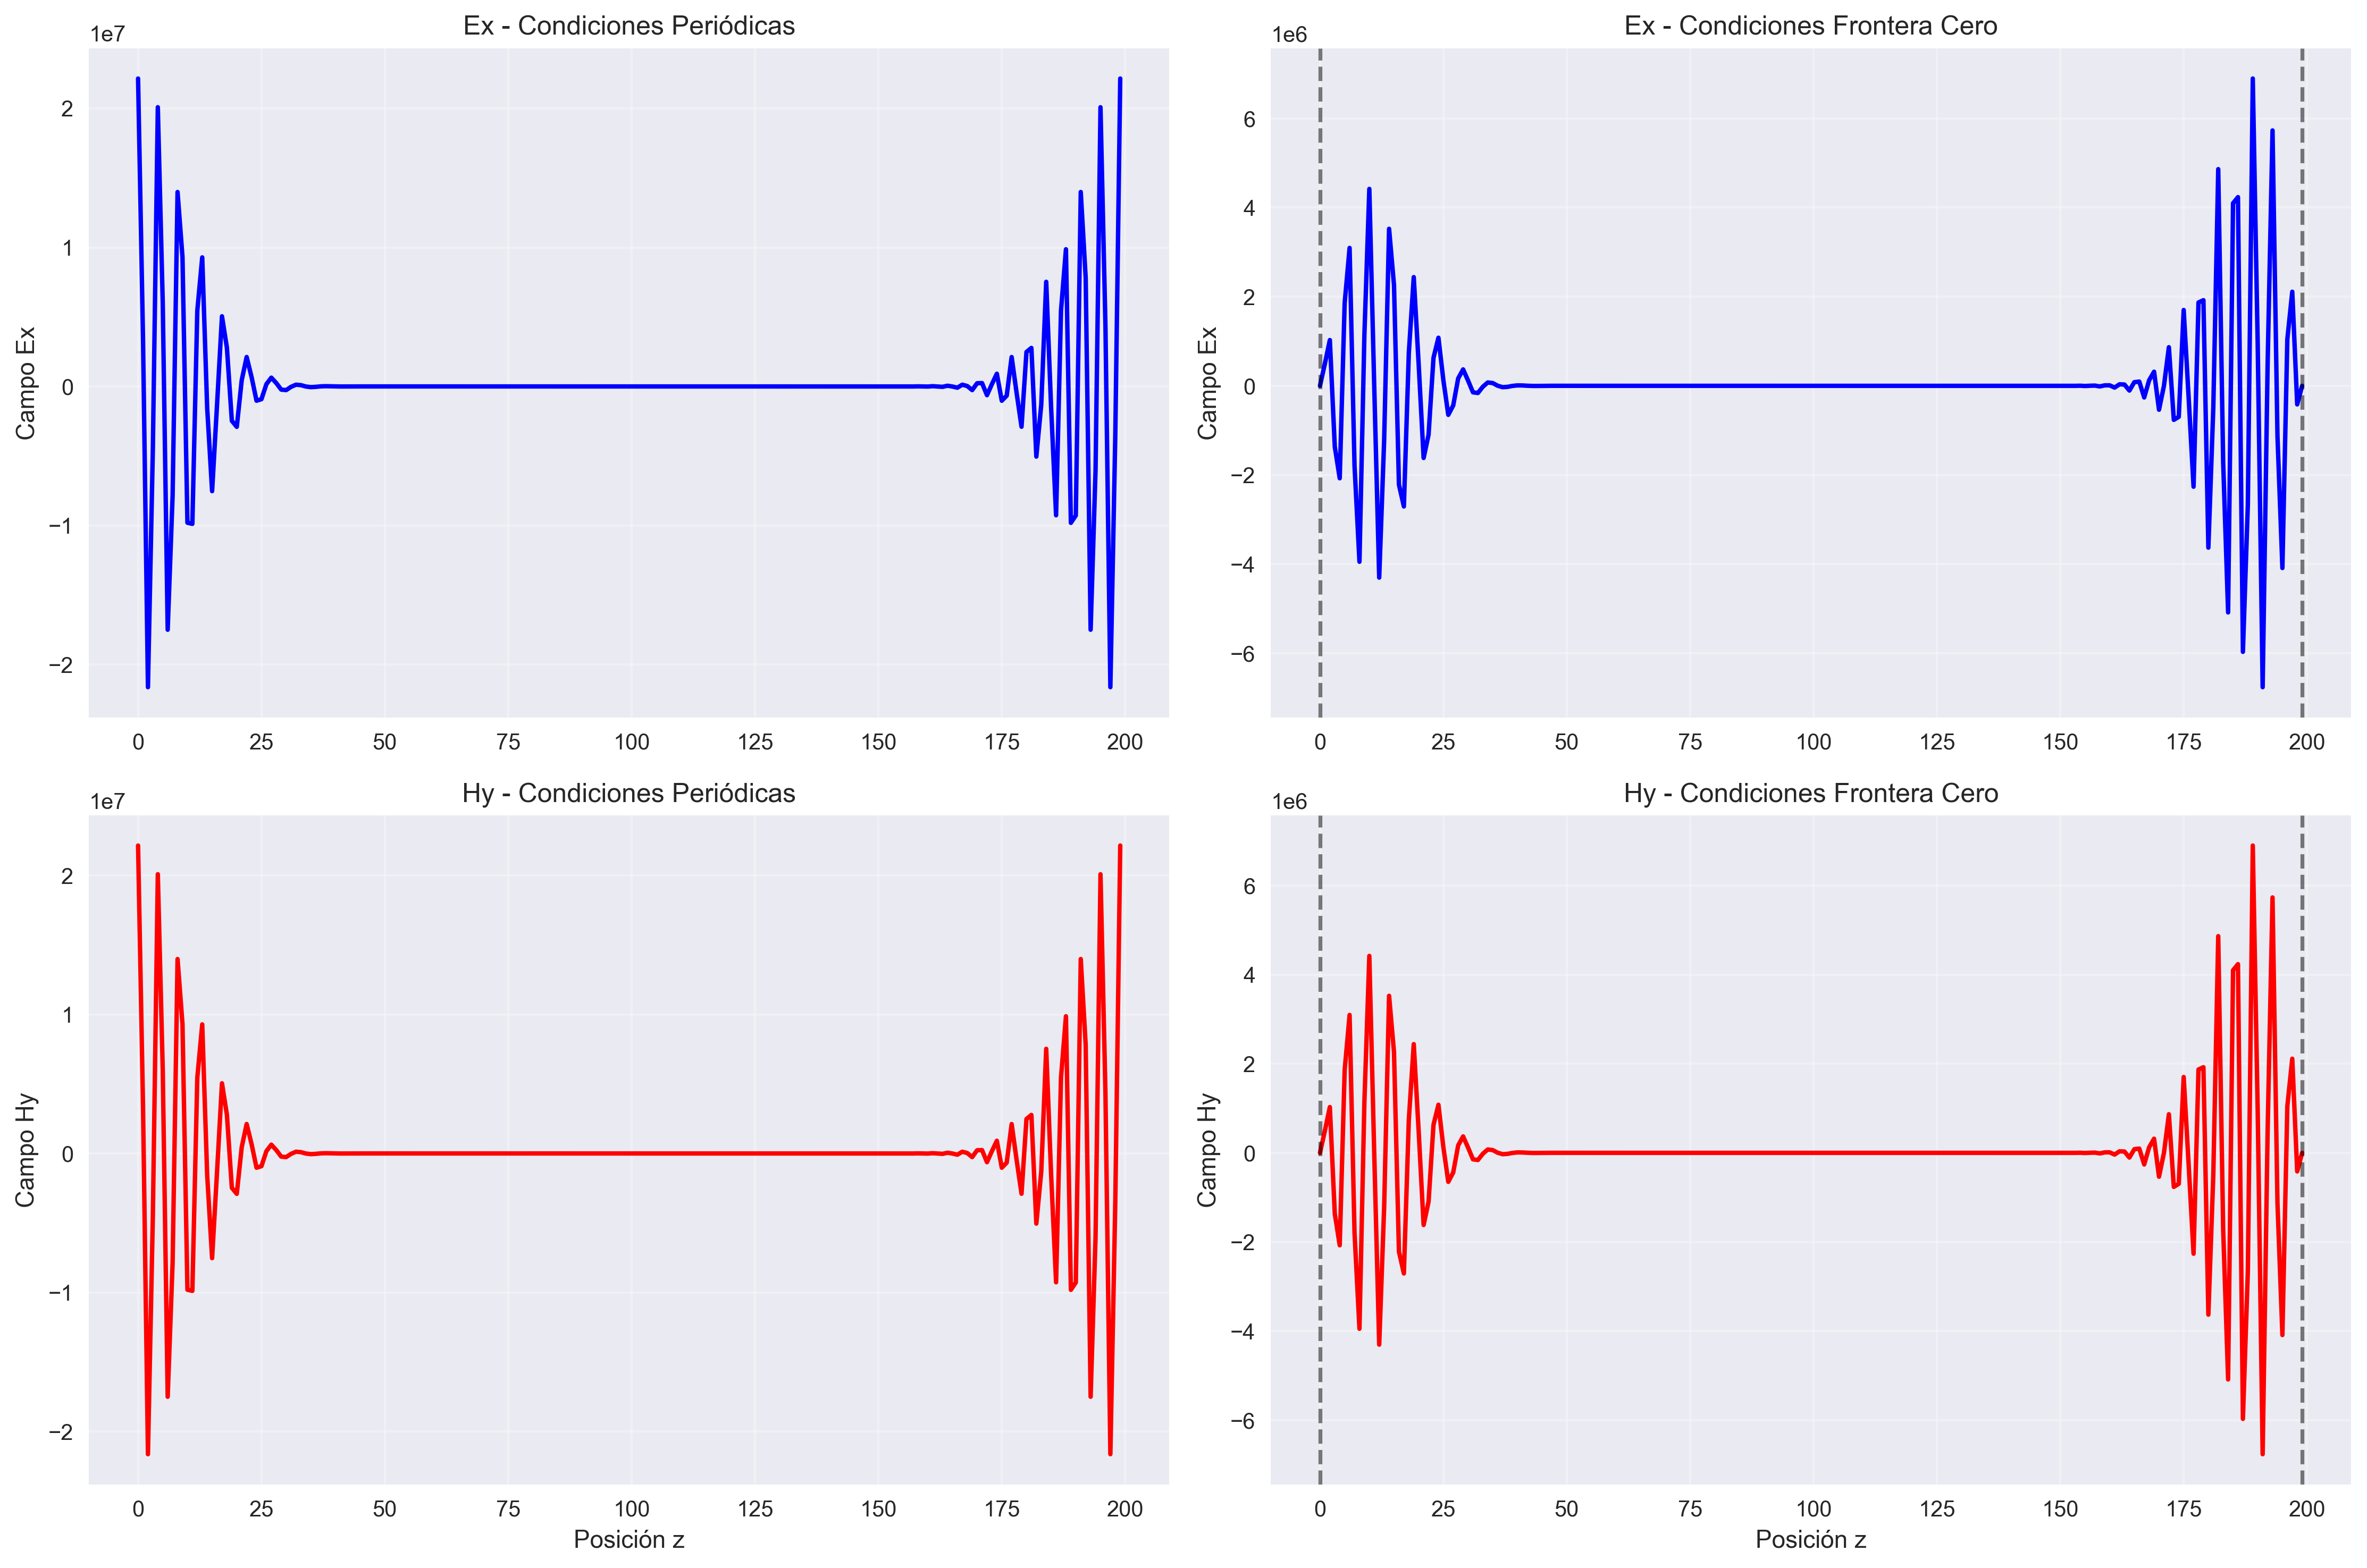 Ex - Condiciones Periódicas
1e7
Campo Ex
2
1
0
−1
−2
0 25 50 75 100 125 150 175 200
Ex - Condiciones Frontera Cero
1e6
Campo Ex
6
4
2
0
−2
−4
−6
0 25 50 75 100 125 150 175 200
Hy - Condiciones Periódicas
1e7
Campo Hy
2
1
0
−1
−2
0 25 50 75 100 125 150 175 200
Posición z
Hy - Condiciones Frontera Cero
1e6
Campo Hy
6
4
2
0
−2
−4
−6
0 25 50 75 100 125 150 175 200
Posición z